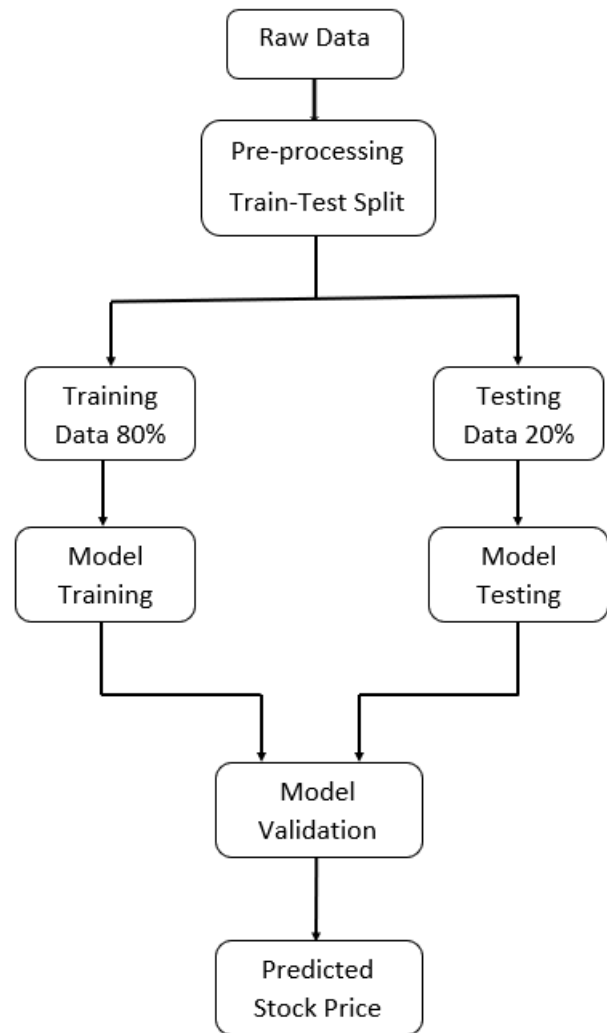 Raw Data
Pre-processing
Train-Test Split
Training
Data 80%
Testing
Data 20%
Model
Training
Model
Testing
Model
Validation
Predicted
Stock Price